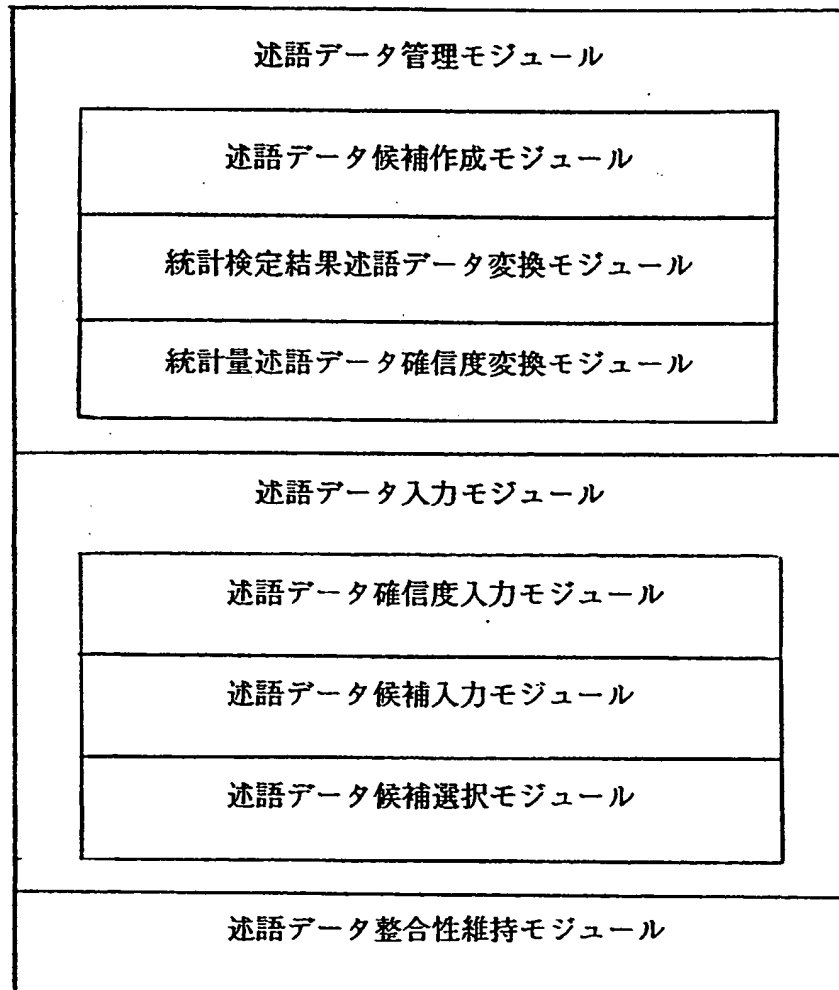 述語データ管理モジュール
述語データ候補作成モジュール
統計検定結果述語データ変換モジュール
統計量述語データ確信度変換モジュール
述語データ入力モジュール
述語データ確信度入力モジュール
述語データ候補入力モジュール
述語データ候補選択モジュール
述語データ整合性維持モジュール